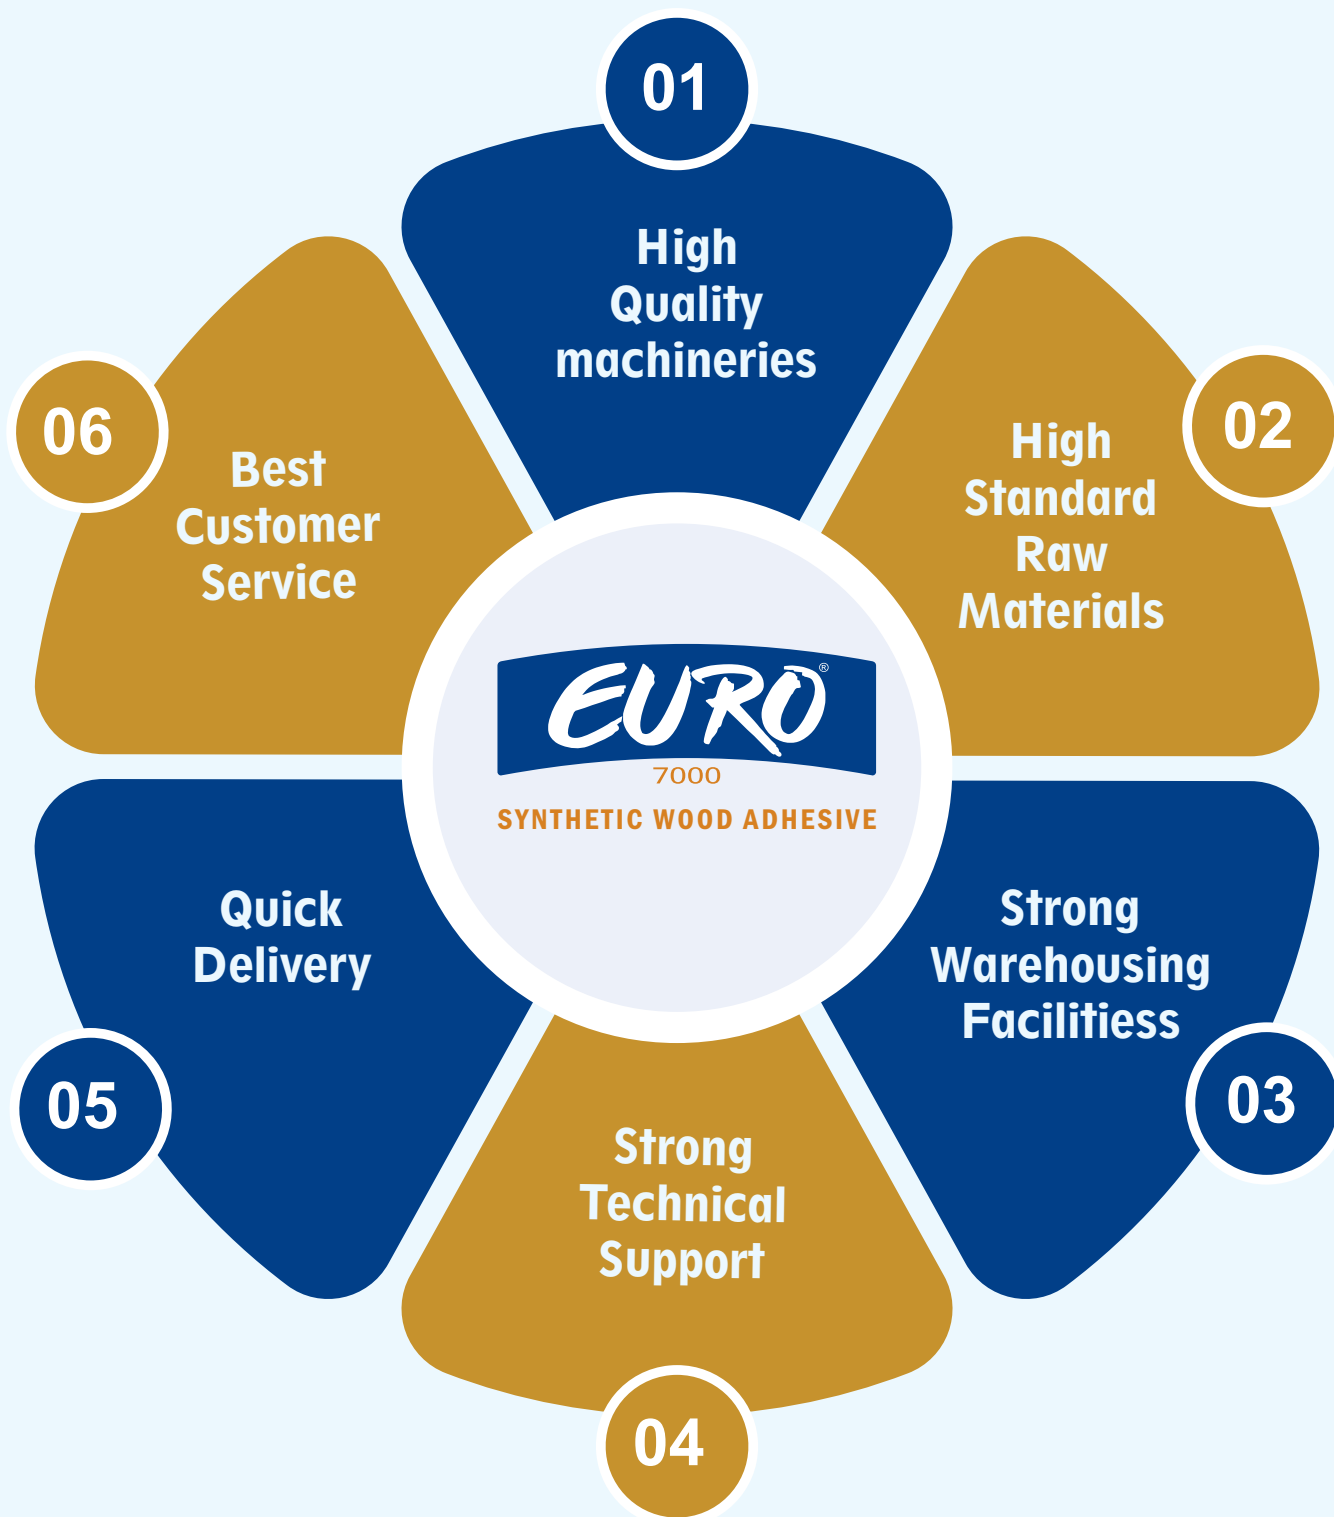 01
High
Quality
machineries
02
High
Standard
Raw
Materials
03
Strong
Warehousing
Facilitiess
04
Strong
Technical
Support
05
Quick
Delivery
06
Best
Customer
Service
EURO®
7000
SYNTHETIC WOOD ADHESIVE